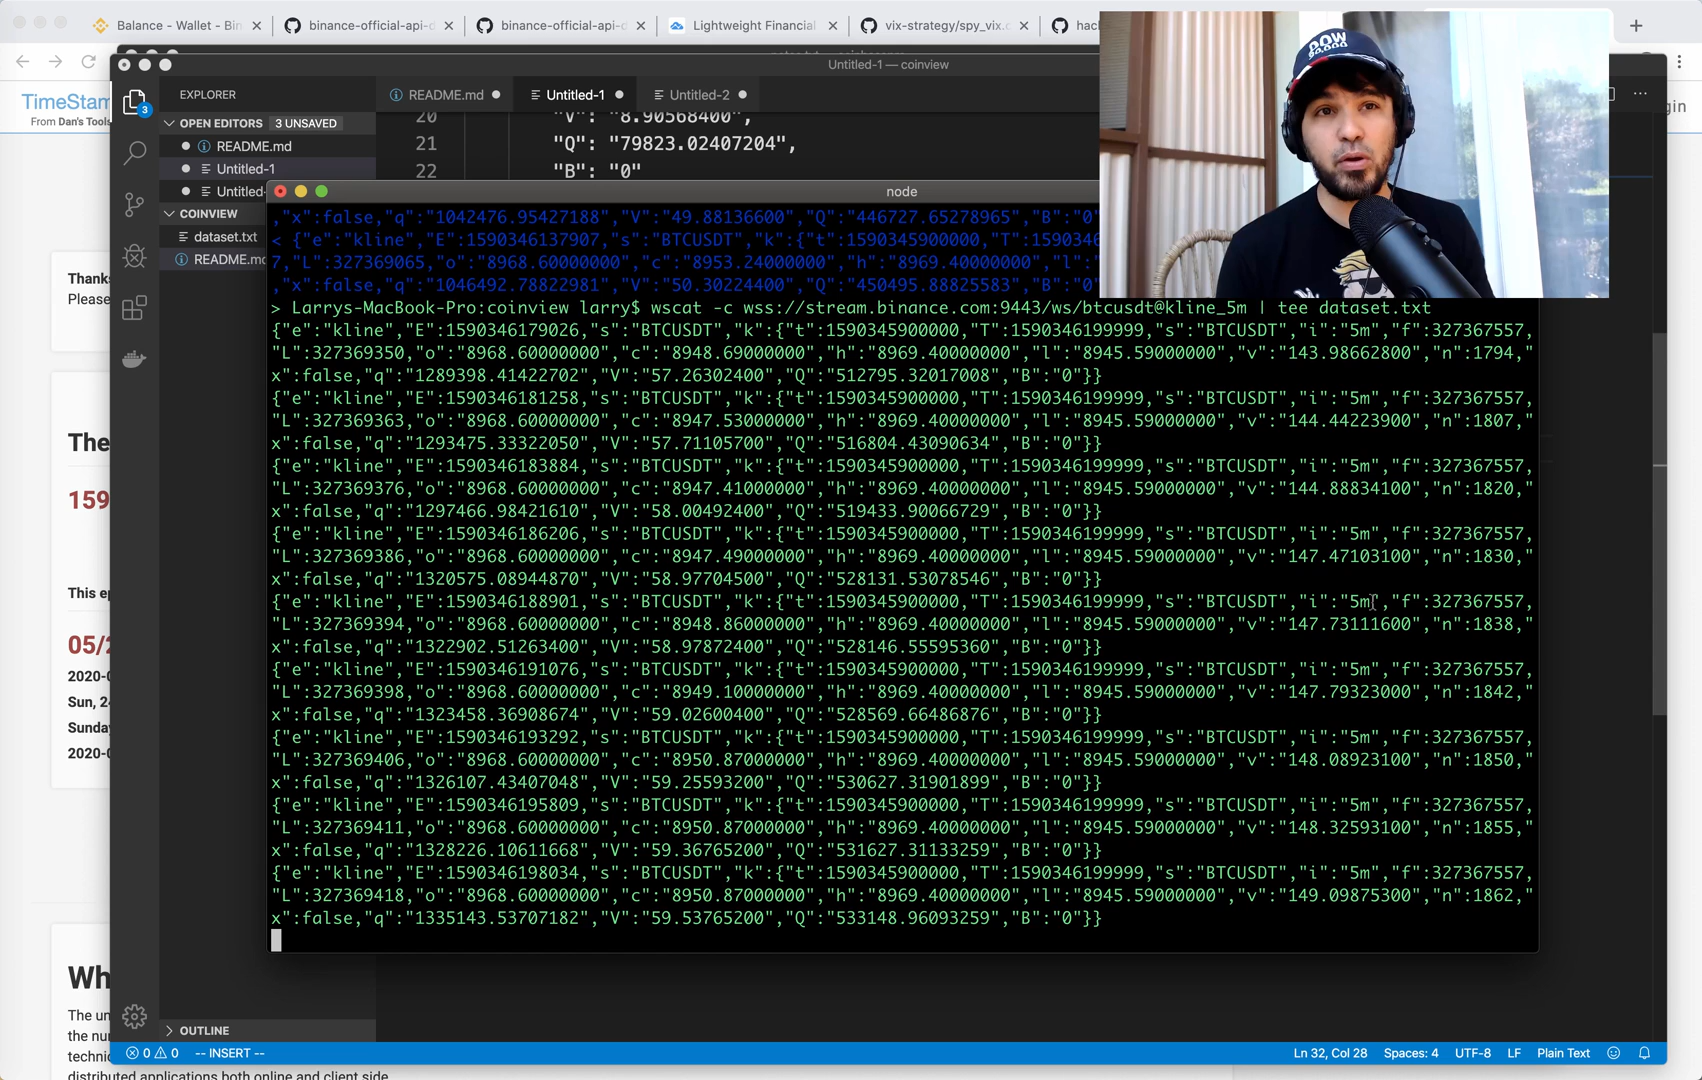 Balance - Wallet - Bin
binance-official-api-d
binance-official-api-d
Lightweight Financial
vix-strategy/spy_vix.c
hack
Untitled-1 — coinview
TimeStam
From Dan's Tools
gin
EXPLORER
README.md
Untitled-1
Untitled-2
OPEN EDITORS
3 UNSAVED
README.md
Untitled-1
Untitled-
COINVIEW
dataset.txt
README.md
3
20 "V": "8.90568400",
21 "Q": "79823.02407204",
22 "B": "0"
POW
90,000
node
,"x":false,"q":"1042476.95427188","V":"49.88136600","Q":"446727.65278965","B":"0"
< {"e":"kline","E":1590346137907,"s":"BTCUSDT","k":{"t":1590345900000,"T":1590346
7,"L":327369065,"o":"8968.60000000","c":"8953.24000000","h":"8969.40000000","l":
,"x":false,"q":"1046492.78822981","V":"50.30224400","Q":"450495.88825583","B":"0"
> Larrys-MacBook-Pro:coinview larry$ wscat -c wss://stream.binance.com:9443/ws/btcusdt@kline_5m | tee dataset.txt
{"e":"kline","E":1590346179026,"s":"BTCUSDT","k":{"t":1590345900000,"T":1590346199999,"s":"BTCUSDT","i":"5m","f":327367557,
"L":327369350,"o":"8968.60000000","c":"8948.69000000","h":"8969.40000000","l":"8945.59000000","v":"143.98662800","n":1794,"
x":false,"q":"1289398.41422702","V":"57.26302400","Q":"512795.32017008","B":"0"}}
{"e":"kline","E":1590346181258,"s":"BTCUSDT","k":{"t":1590345900000,"T":1590346199999,"s":"BTCUSDT","i":"5m","f":327367557,
"L":327369363,"o":"8968.60000000","c":"8947.53000000","h":"8969.40000000","l":"8945.59000000","v":"144.44223900","n":1807,"
x":false,"q":"1293475.33322050","V":"57.71105700","Q":"516804.43090634","B":"0"}}
{"e":"kline","E":1590346183884,"s":"BTCUSDT","k":{"t":1590345900000,"T":1590346199999,"s":"BTCUSDT","i":"5m","f":327367557,
"L":327369376,"o":"8968.60000000","c":"8947.41000000","h":"8969.40000000","l":"8945.59000000","v":"144.88834100","n":1820,"
x":false,"q":"1297466.98421610","V":"58.00492400","Q":"519433.90066729","B":"0"}}
{"e":"kline","E":1590346186206,"s":"BTCUSDT","k":{"t":1590345900000,"T":1590346199999,"s":"BTCUSDT","i":"5m","f":327367557,
"L":327369386,"o":"8968.60000000","c":"8947.49000000","h":"8969.40000000","l":"8945.59000000","v":"147.47103100","n":1830,"
x":false,"q":"1320575.08944870","V":"58.97704500","Q":"528131.53078546","B":"0"}}
{"e":"kline","E":1590346188901,"s":"BTCUSDT","k":{"t":1590345900000,"T":1590346199999,"s":"BTCUSDT","i":"5m","f":327367557,
"L":327369394,"o":"8968.60000000","c":"8948.86000000","h":"8969.40000000","l":"8945.59000000","v":"147.73111600","n":1838,"
x":false,"q":"1322902.51263400","V":"58.97872400","Q":"528146.55595360","B":"0"}}
{"e":"kline","E":1590346191076,"s":"BTCUSDT","k":{"t":1590345900000,"T":1590346199999,"s":"BTCUSDT","i":"5m","f":327367557,
"L":327369398,"o":"8968.60000000","c":"8949.10000000","h":"8969.40000000","l":"8945.59000000","v":"147.79323000","n":1842,"
x":false,"q":"1323458.36908674","V":"59.02600400","Q":"528569.66486876","B":"0"}}
{"e":"kline","E":1590346193292,"s":"BTCUSDT","k":{"t":1590345900000,"T":1590346199999,"s":"BTCUSDT","i":"5m","f":327367557,
"L":327369406,"o":"8968.60000000","c":"8950.87000000","h":"8969.40000000","l":"8945.59000000","v":"148.08923100","n":1850,"
x":false,"q":"1326107.43407048","V":"59.25593200","Q":"530627.31901899","B":"0"}}
{"e":"kline","E":1590346195809,"s":"BTCUSDT","k":{"t":1590345900000,"T":1590346199999,"s":"BTCUSDT","i":"5m","f":327367557,
"L":327369411,"o":"8968.60000000","c":"8950.87000000","h":"8969.40000000","l":"8945.59000000","v":"148.32593100","n":1855,"
x":false,"q":"1328226.10611668","V":"59.36765200","Q":"531627.31133259","B":"0"}}
{"e":"kline","E":1590346198034,"s":"BTCUSDT","k":{"t":1590345900000,"T":1590346199999,"s":"BTCUSDT","i":"5m","f":327367557,
"L":327369418,"o":"8968.60000000","c":"8950.87000000","h":"8969.40000000","l":"8945.59000000","v":"149.09875300","n":1862,"
x":false,"q":"1335143.53707182","V":"59.53765200","Q":"533148.96093259","B":"0"}}
Thanks
Please
The
159
This ep
05/2
2020-0
Sun, 24
Sunday
2020-0
Wh
The un
the nur
technic
distributed applications both online and client side
OUTLINE
0 0 -- INSERT --
Ln 32, Col 28 Spaces: 4 UTF-8 LF Plain Text